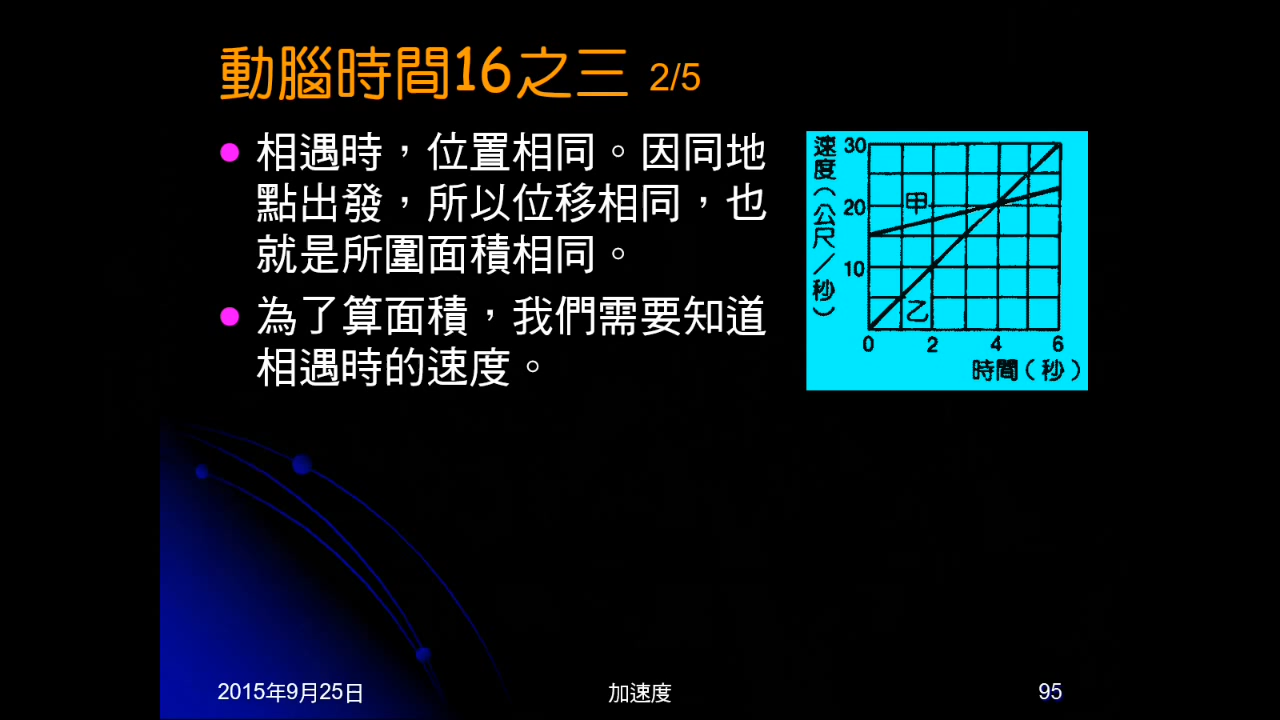 動腦時間16之三 2/5
相遇時，位置相同。因同地
點出發，所以位移相同，也
就是所圍面積相同。
為了算面積，我們需要知道
相遇時的速度。
速度（公尺／秒）
30
20
10
甲
乙
0 2 4 6
時間（秒）
2015年9月25日 加速度 95